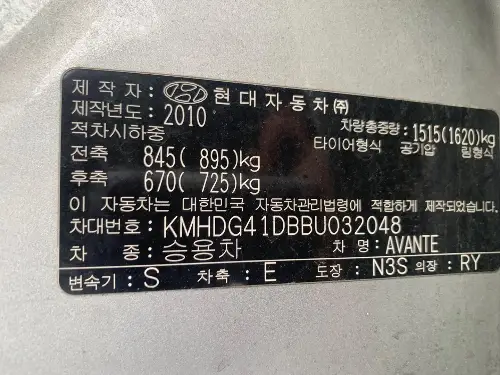 제 작 자 : 현대자동차㈜
제작년도 : 2010 차량총중량 : 1515(1620)kg
적차시하중 타이어형식 공기압 림형식
전축 845( 895)kg
후축 670( 725)kg
이 자동차는 대한민국 자동차관리법령에 적합하게 제작되었습니다.
차대번호 : KMHDG41DBBU032048
차 종 : 승용차 차 명 : AVANTE
변속기 : S 차축 : E 도장 : N3S 의장 : RY